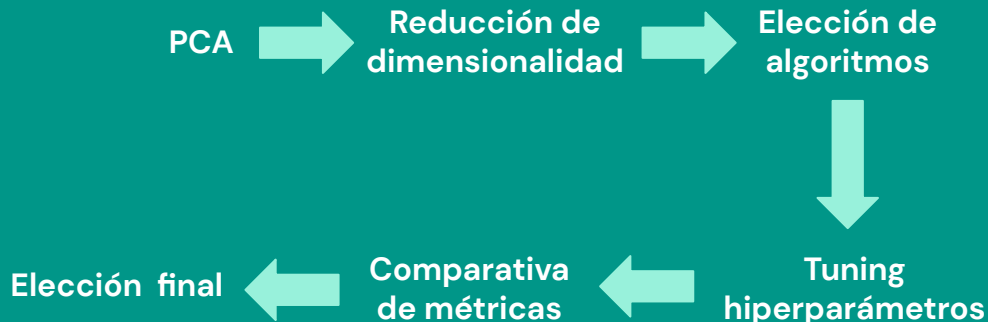 PCA
Reducción de
dimensionalidad
Elección de
algoritmos
Tuning
hiperparámetros
Comparativa
de métricas
Elección final